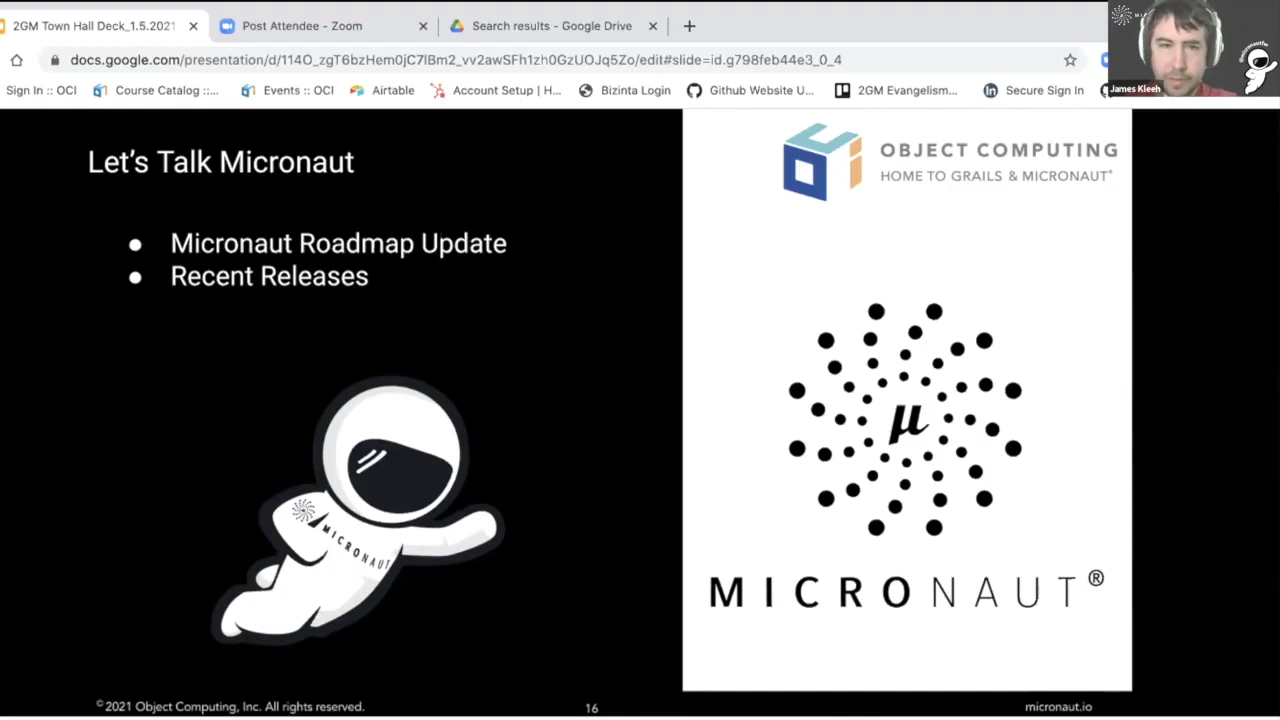 2GM Town Hall Deck_1.5.2021
Post Attendee - Zoom
Search results - Google Drive
docs.google.com/presentation/d/114O_zgT6bzHem0jC7lBm2_vv2awSFh1zh0GzUOJq5Zo/edit#slide=id.g798feb44e3_0_4
Sign In :: OCI
Course Catalog ::...
Events :: OCI
Airtable
Account Setup | H...
Bizinta Login
Github Website U...
2GM Evangelism...
Secure Sign In
James Kleeh
Let's Talk Micronaut
● Micronaut Roadmap Update
● Recent Releases
MICRONAUT
OBJECT COMPUTING
HOME TO GRAILS & MICRONAUT®
μ
MICRONAUT®
©2021 Object Computing, Inc. All rights reserved.
16
micronaut.io